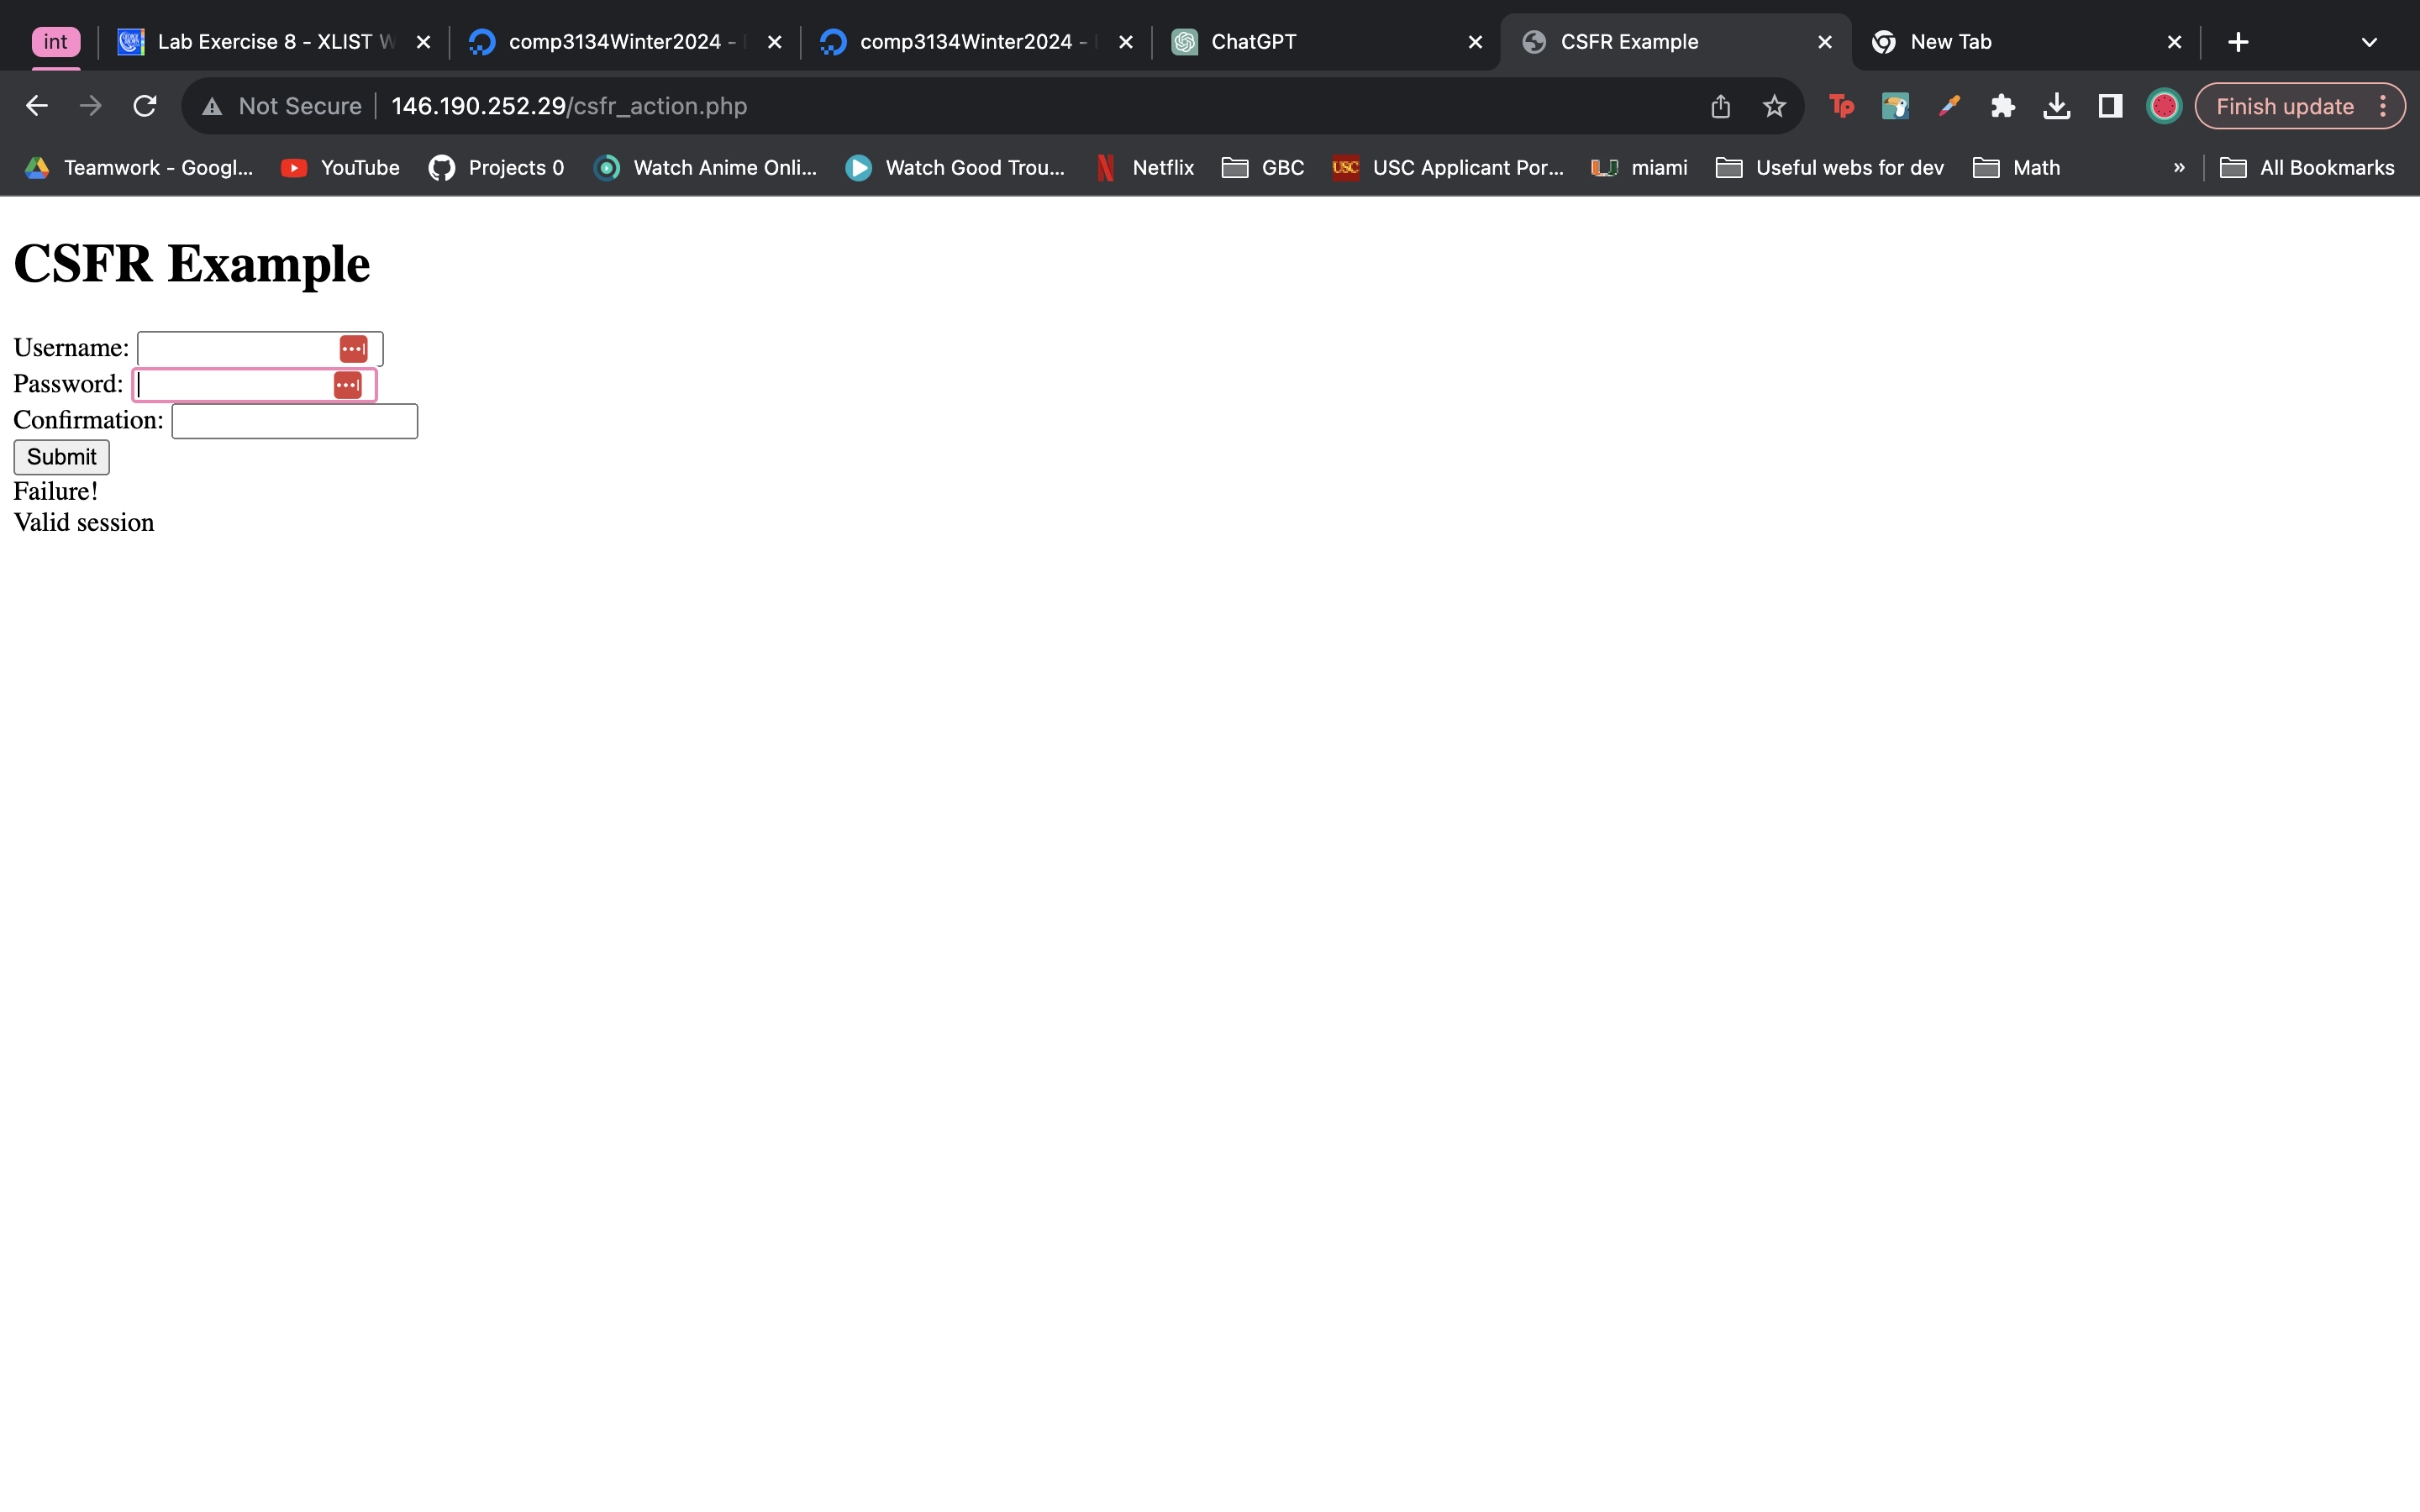 int
Lab Exercise 8 - XLIST W
comp3134Winter2024 -
comp3134Winter2024 -
ChatGPT
CSFR Example
New Tab
Not Secure
146.190.252.29/csfr_action.php
Tp
Finish update
Teamwork - Googl...
YouTube
Projects 0
Watch Anime Onli...
Watch Good Trou...
Netflix
GBC
USC
USC Applicant Por...
miami
Useful webs for dev
Math
»
All Bookmarks
CSFR Example
Username:
Password:
Confirmation:
Submit
Failure!
Valid session